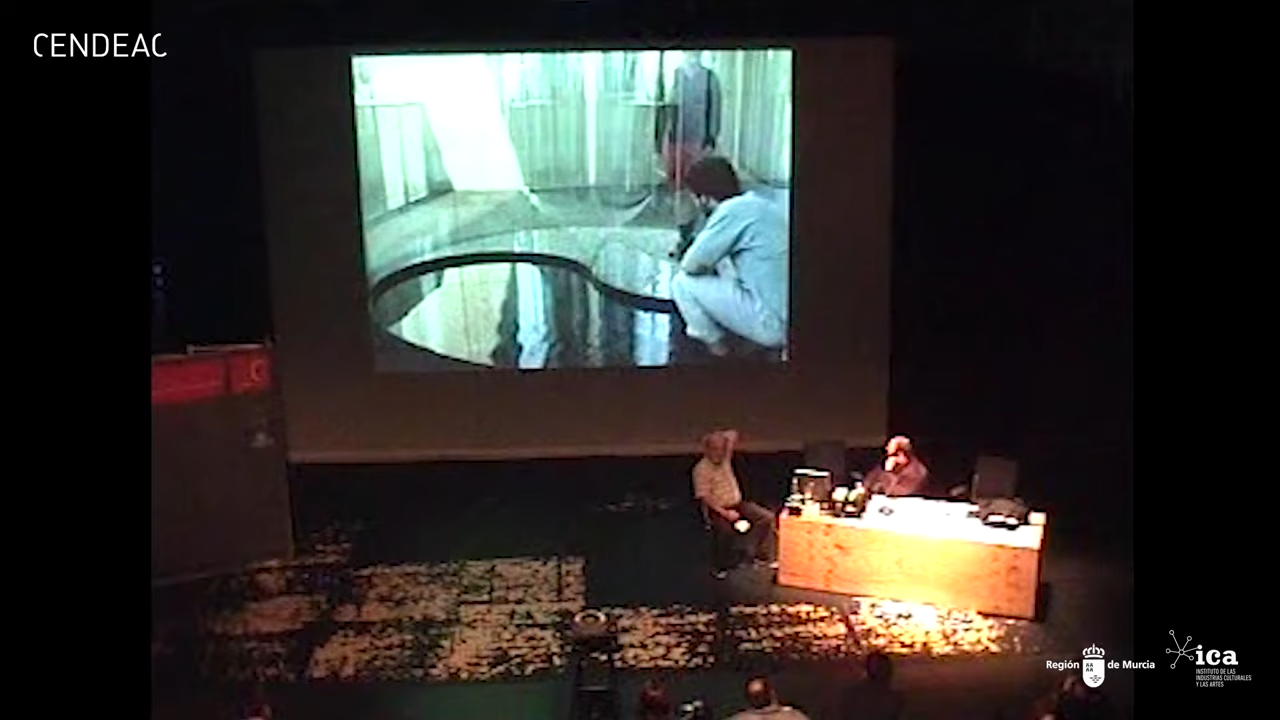 CENDEAC
Región de Murcia
ica
INSTITUTO DE LAS
INDUSTRIAS CULTURALES
Y LAS ARTES